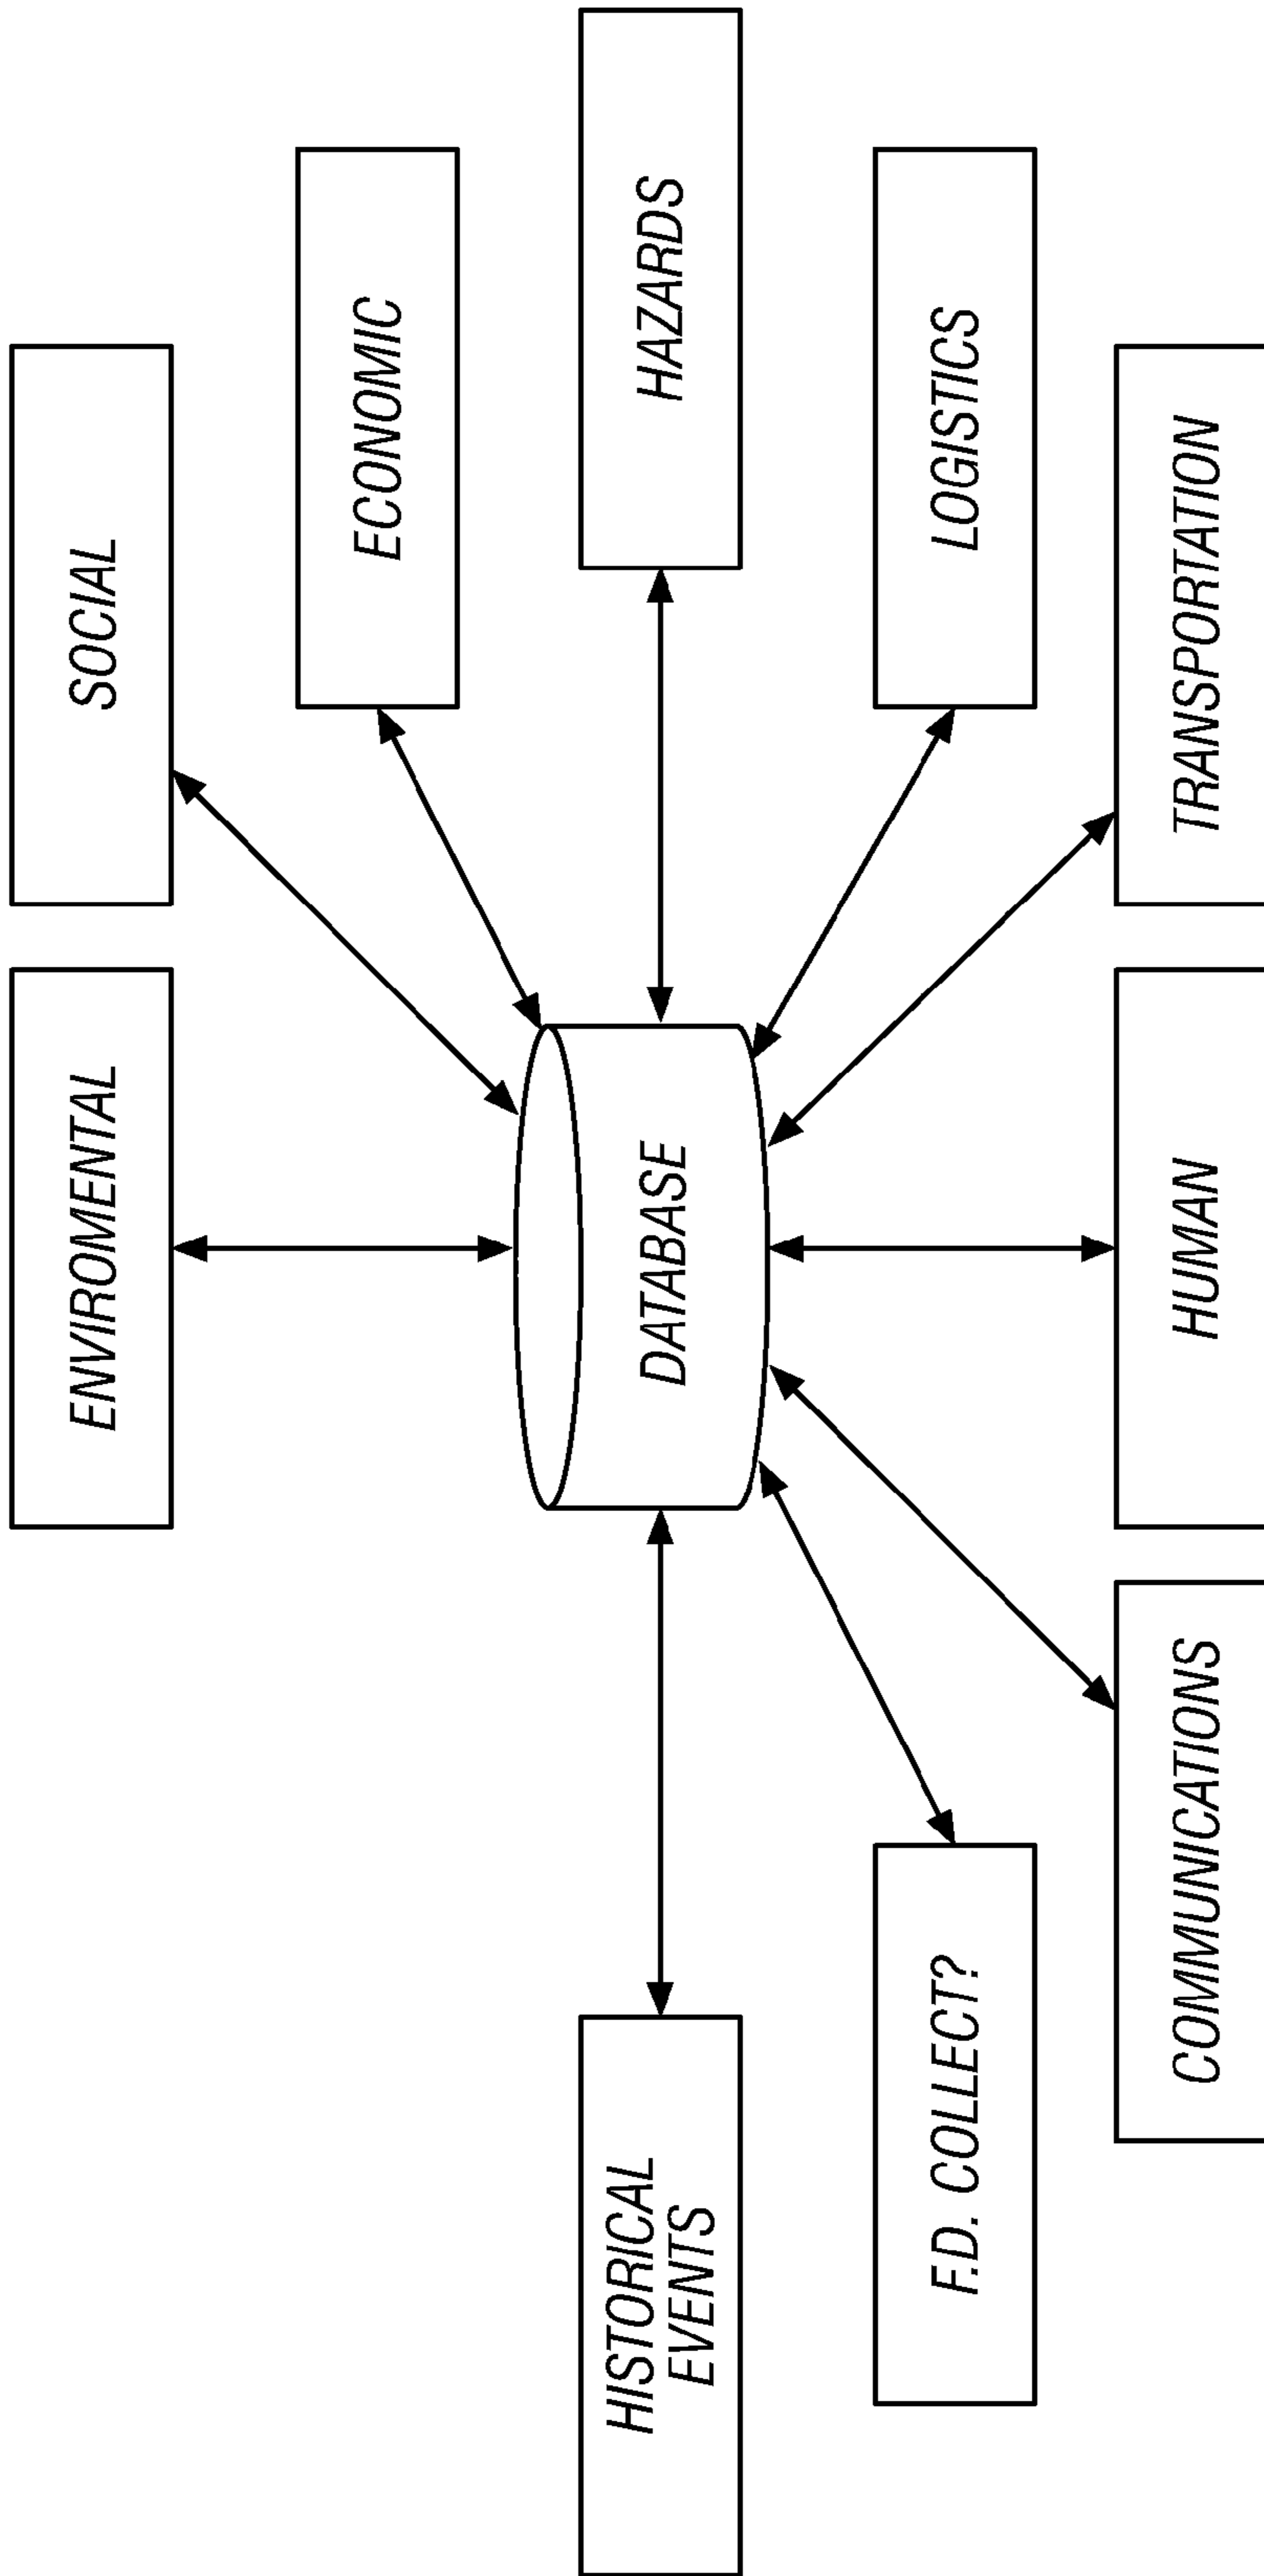 ENVIROMENTAL
SOCIAL
ECONOMIC
HISTORICAL
EVENTS
DATABASE
HAZARDS
F.D. COLLECT?
LOGISTICS
COMMUNICATIONS
HUMAN
TRANSPORTATION